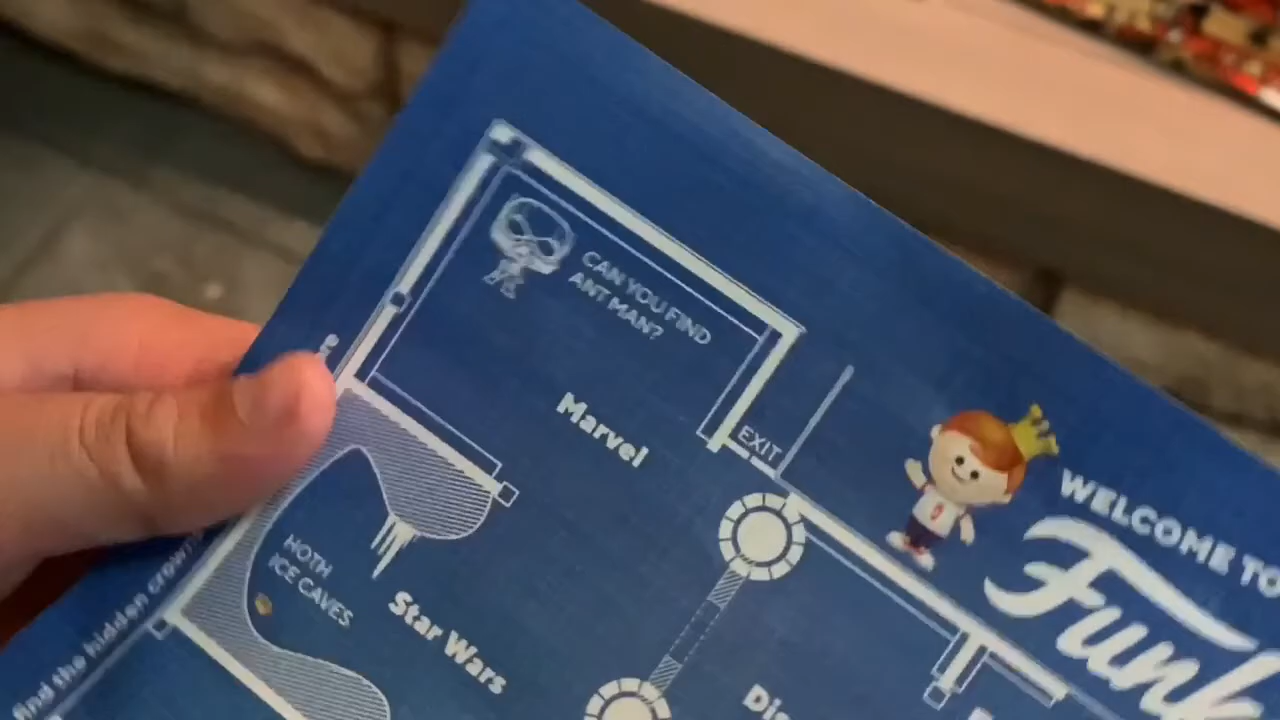 CAN YOU FIND
ANT MAN?
Marvel
EXIT
WELCOME TO
HOTH
ICE CAVES
Star Wars
find the hidden crown